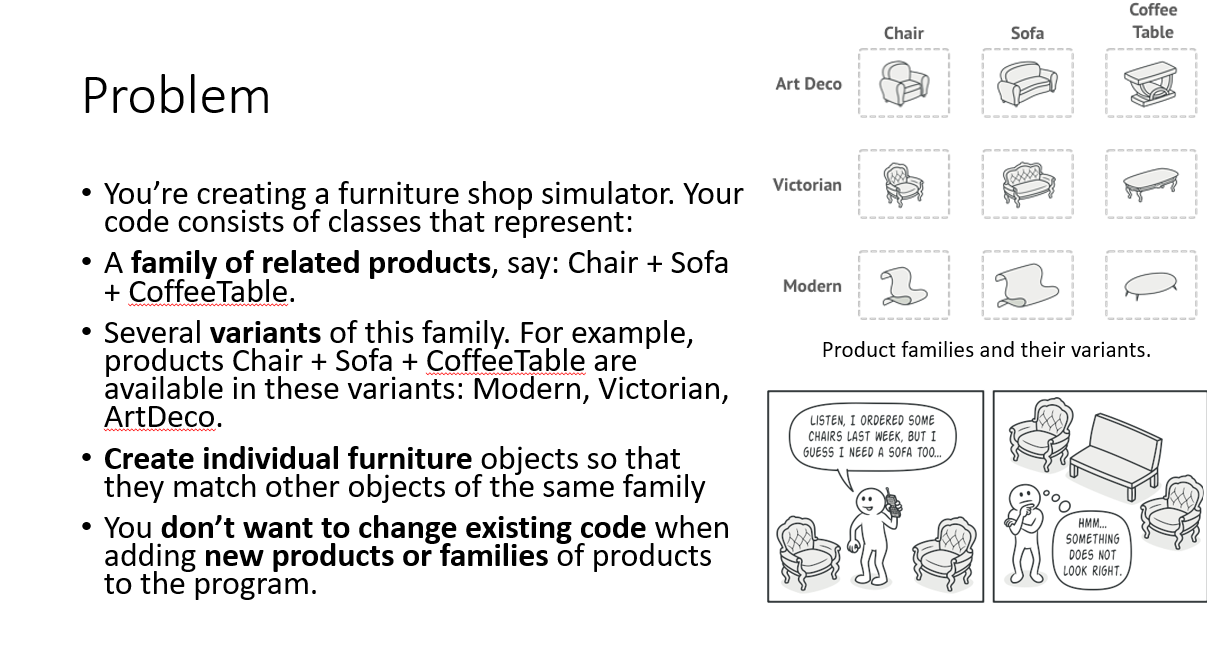 Problem
• You’re creating a furniture shop simulator. Your
code consists of classes that represent:
• A family of related products, say: Chair + Sofa
+ CoffeeTable.
• Several variants of this family. For example,
products Chair + Sofa + CoffeeTable are
available in these variants: Modern, Victorian,
ArtDeco.
• Create individual furniture objects so that
they match other objects of the same family
• You don’t want to change existing code when
adding new products or families of products
to the program.
Chair
Sofa
Coffee
Table
Art Deco
Victorian
Modern
Product families and their variants.
LISTEN, I ORDERED SOME
CHAIRS LAST WEEK, BUT I
GUESS I NEED A SOFA TOO...
HMM...
SOMETHING
DOES NOT
LOOK RIGHT.